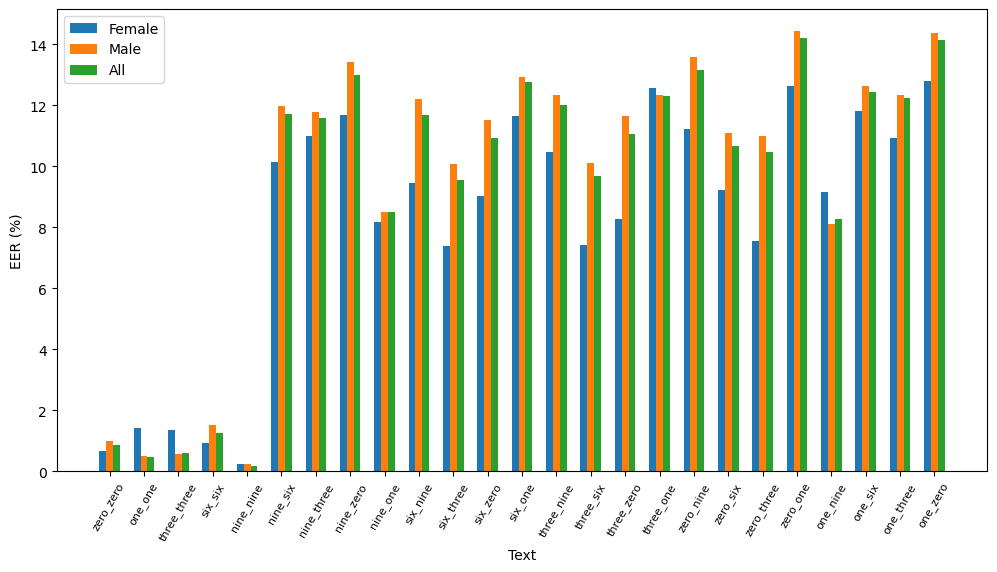 Female
Male
All
EER (%)
14
12
10
8
6
4
2
0
zero_zero
one_one
three_three
six_six
nine_nine
nine_six
nine_three
nine_zero
nine_one
six_nine
six_three
six_zero
six_one
three_nine
three_six
three_zero
three_one
zero_nine
zero_six
zero_three
zero_one
one_nine
one_six
one_three
one_zero
Text